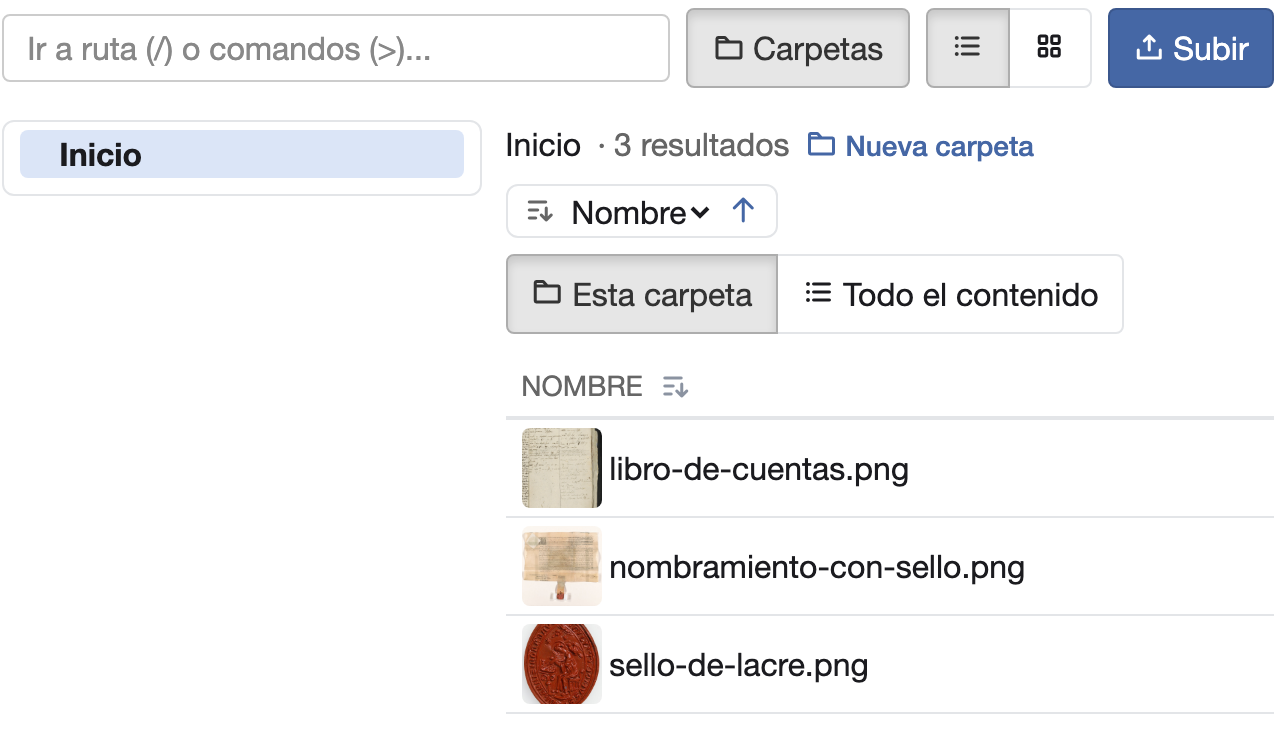 Ir a ruta (/) o comandos (>)...
Carpetas
Subir
Inicio
Inicio · 3 resultados Nueva carpeta
Nombre
Esta carpeta
Todo el contenido
NOMBRE
libro-de-cuentas.png
nombramiento-con-sello.png
sello-de-lacre.png